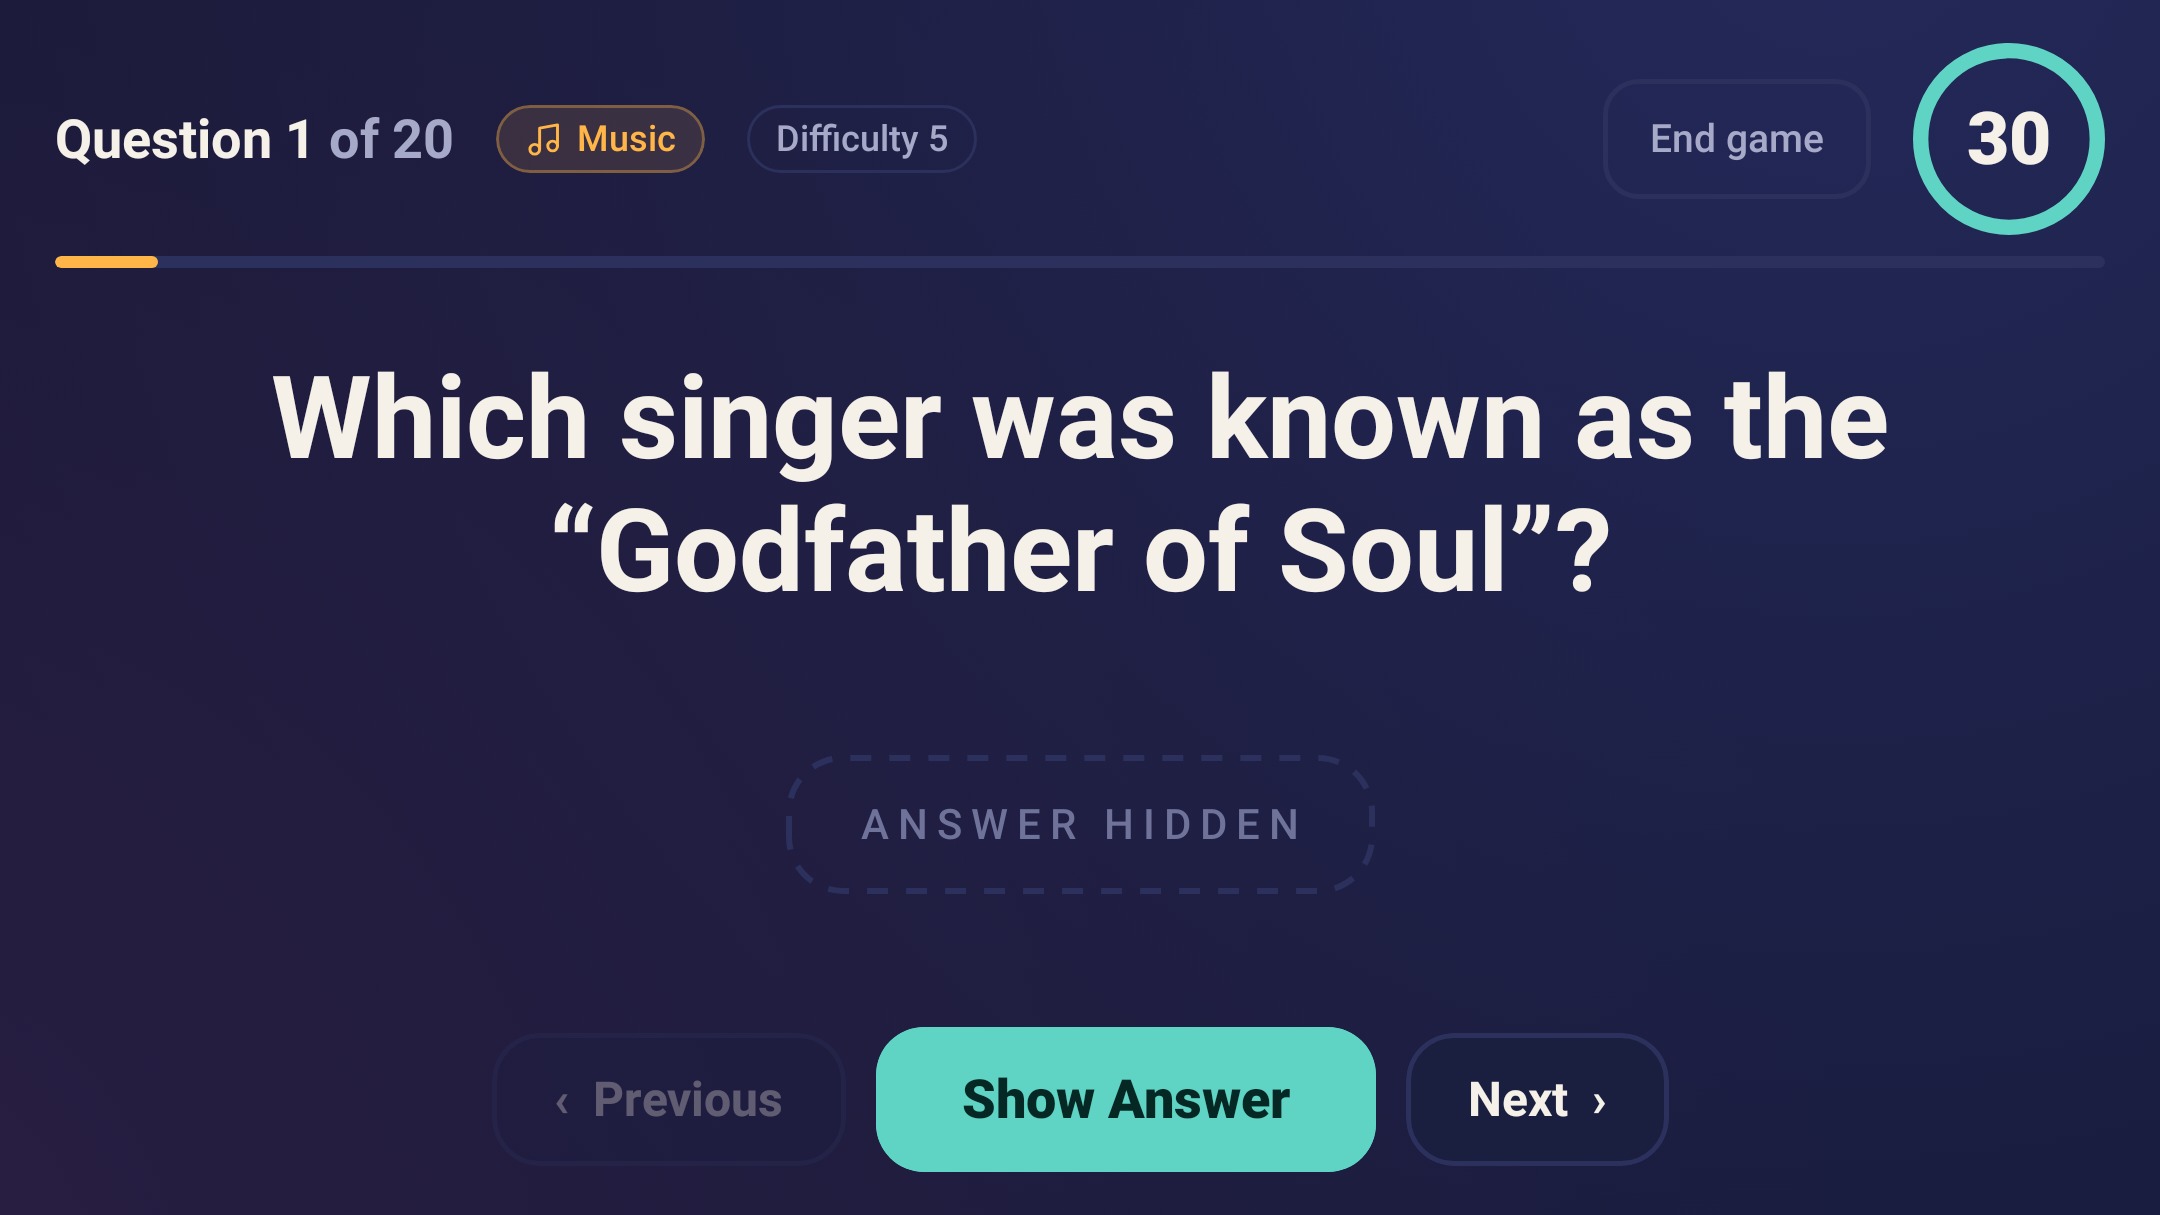 Question 1 of 20
Music
Difficulty 5
End game
30
Which singer was known as the
“Godfather of Soul”?
ANSWER HIDDEN
‹ Previous
Show Answer
Next ›